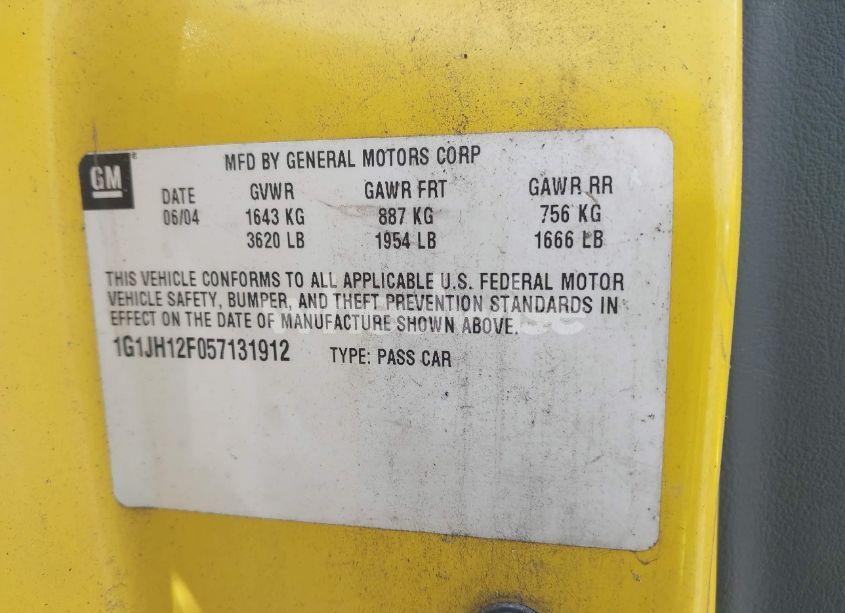 GM
MFD BY GENERAL MOTORS CORP
DATE GVWR GAWR FRT GAWR RR
06/04 1643 KG 887 KG 756 KG
3620 LB 1954 LB 1666 LB
THIS VEHICLE CONFORMS TO ALL APPLICABLE U.S. FEDERAL MOTOR
VEHICLE SAFETY, BUMPER, AND THEFT PREVENTION STANDARDS IN
EFFECT ON THE DATE OF MANUFACTURE SHOWN ABOVE.
1G1JH12F057131912 TYPE: PASS CAR